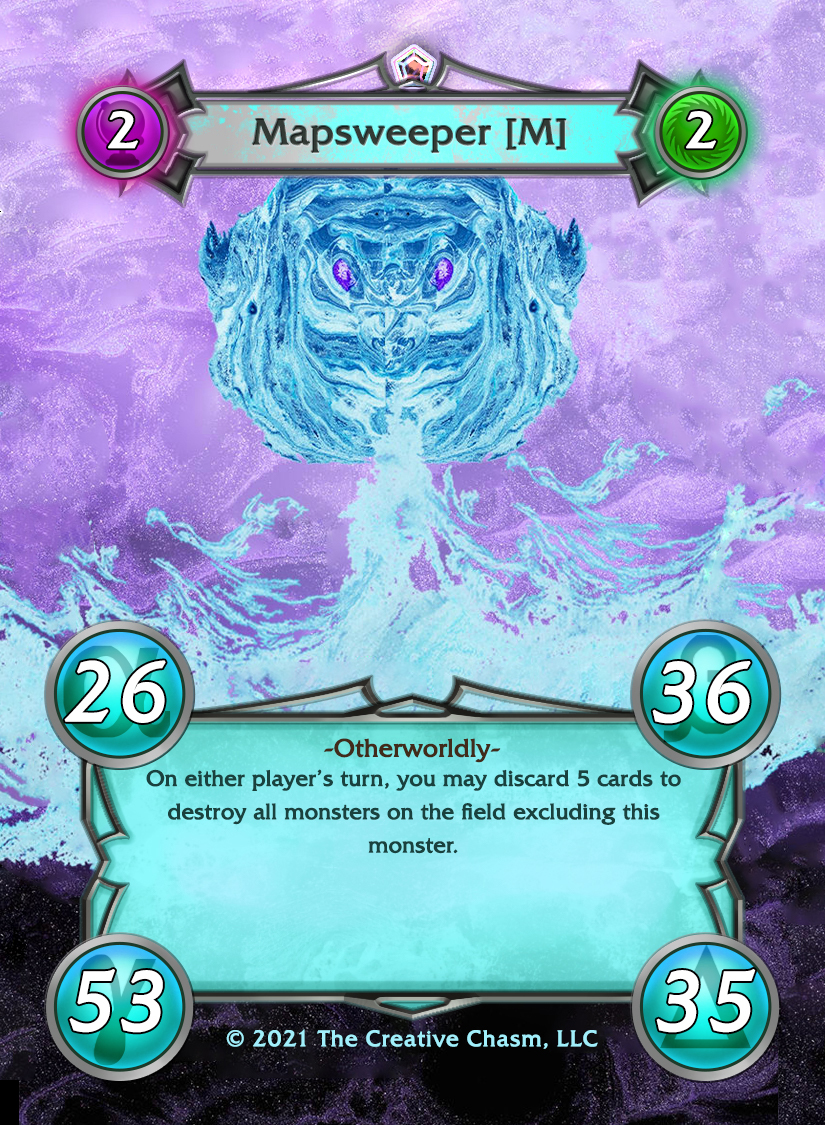 2 Mapsweeper [M] 2
26 36
-Otherworldly-
On either player's turn, you may discard 5 cards to
destroy all monsters on the field excluding this
monster.
53 35
© 2021 The Creative Chasm, LLC